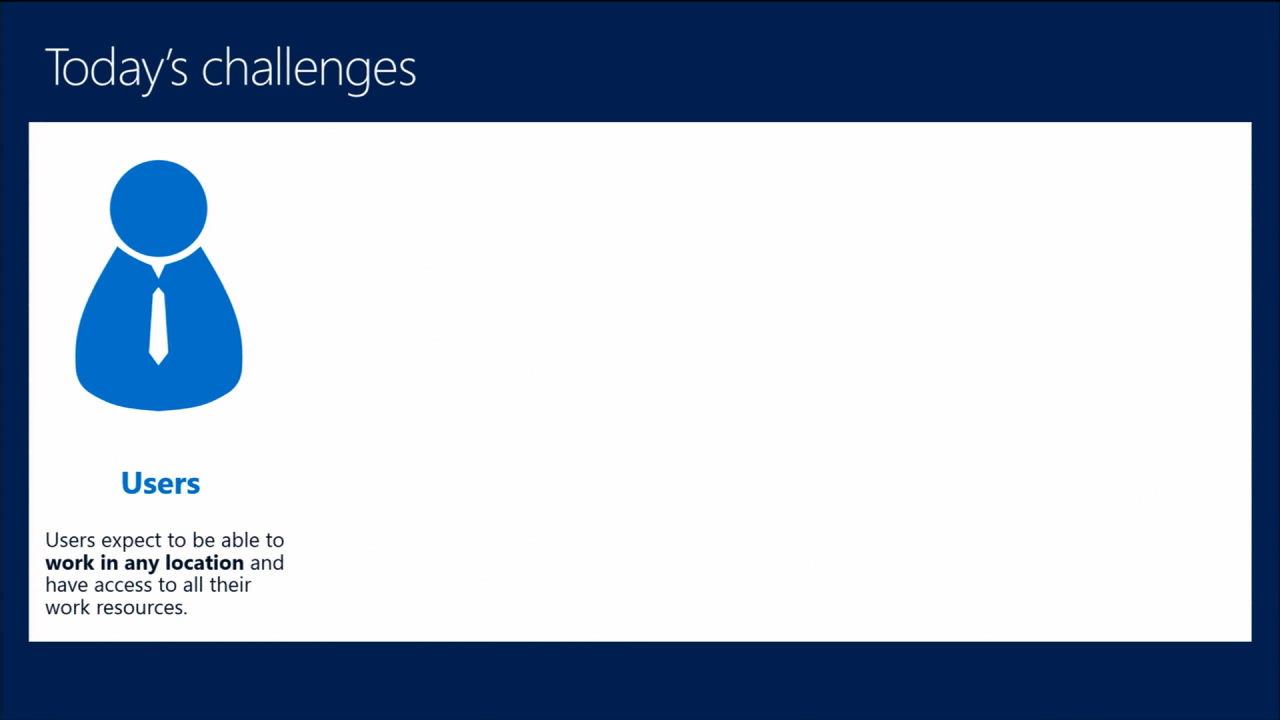 Today's challenges
Users
Users expect to be able to
work in any location and
have access to all their
work resources.